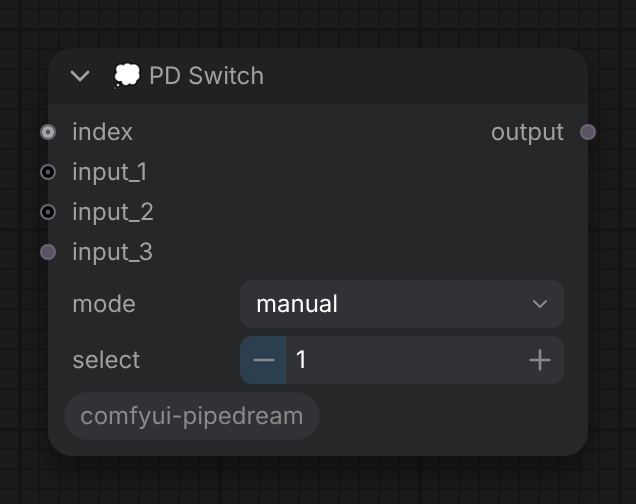 PD Switch
index
output
input_1
input_2
input_3
mode
manual
select
1
comfyui-pipedream